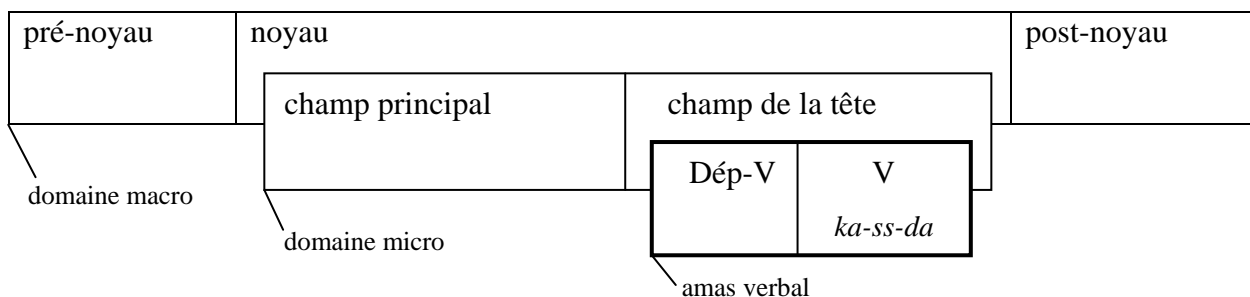 pré-noyau noyau post-noyau
champ principal champ de la tête
Dép-V V
domaine macro
ka-ss-da
domaine micro
amas verbal